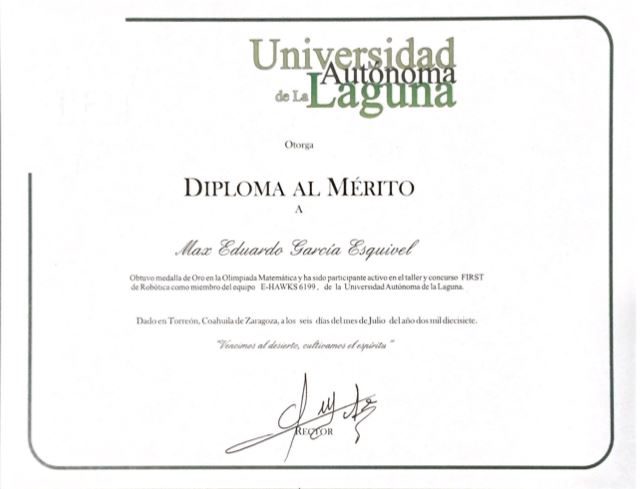 Universidad
Autónoma
de La Laguna
Otorga
DIPLOMA AL MÉRITO
A
Max Eduardo García Esquivel
Obtuvo medalla de Oro en la Olimpiada Matemática y ha sido participante activo en el taller y concurso FIRST
de Robótica como miembro del equipo E-HAWKS 6199, de la Universidad Autónoma de la Laguna.
Dado en Torreón, Coahuila de Zaragoza, a los seis días del mes de Julio del año dos mil diecisiete.
"Vencimos al desierto, cultivamos el espíritu"
RECTOR